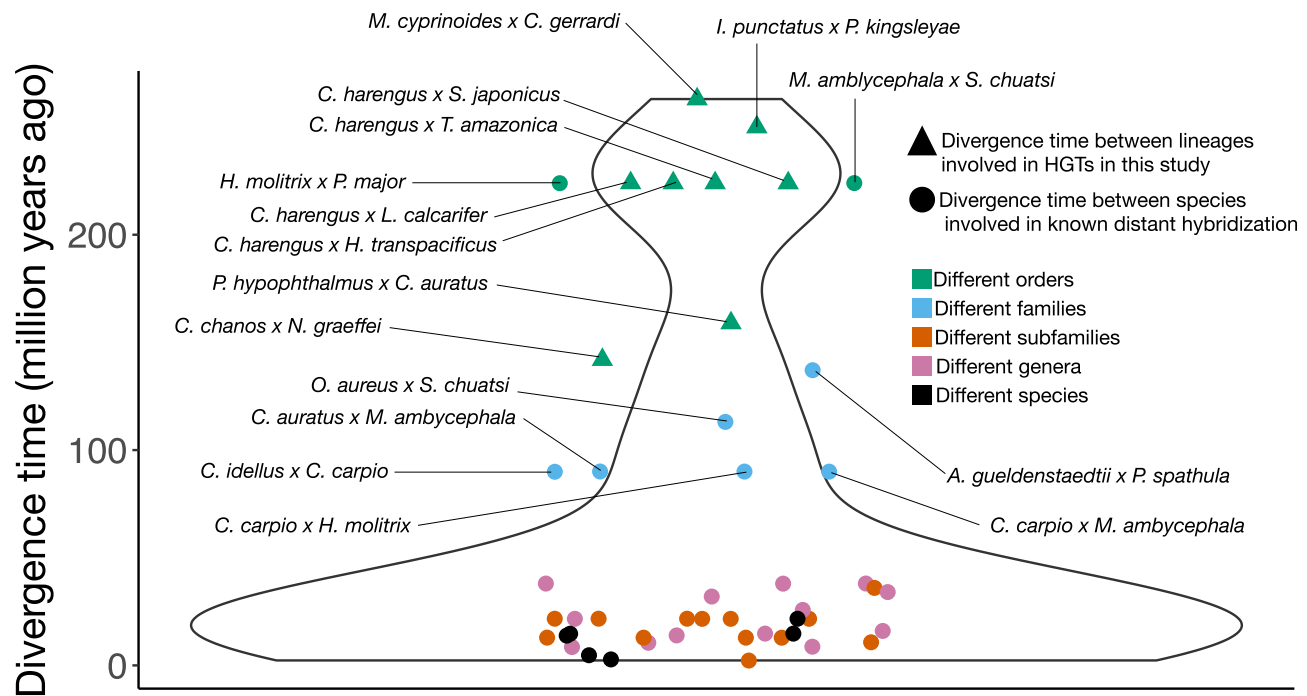 Divergence time (million years ago)
200
100
0
M. cyprinoides x C. gerrardi
I. punctatus x P. kingsleyae
M. amblycephala x S. chuatsi
C. harengus x S. japonicus
C. harengus x T. amazonica
H. molitrix x P. major
C. harengus x L. calcarifer
C. harengus x H. transpacificus
P. hypophthalmus x C. auratus
C. chanos x N. graeffei
O. aureus x S. chuatsi
C. auratus x M. ambycephala
C. idellus x C. carpio
C. carpio x H. molitrix
A. gueldenstaedtii x P. spathula
C. carpio x M. ambycephala
Divergence time between lineages
involved in HGTs in this study
Divergence time between species
involved in known distant hybridization
Different orders
Different families
Different subfamilies
Different genera
Different species